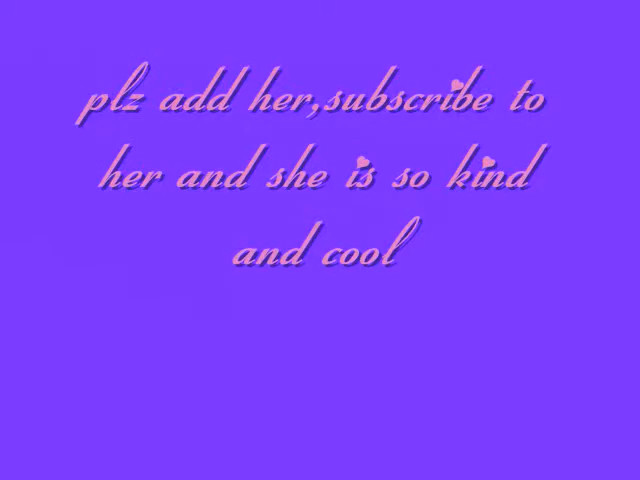 plz add her,subscribe to
her and she is so kind
and cool